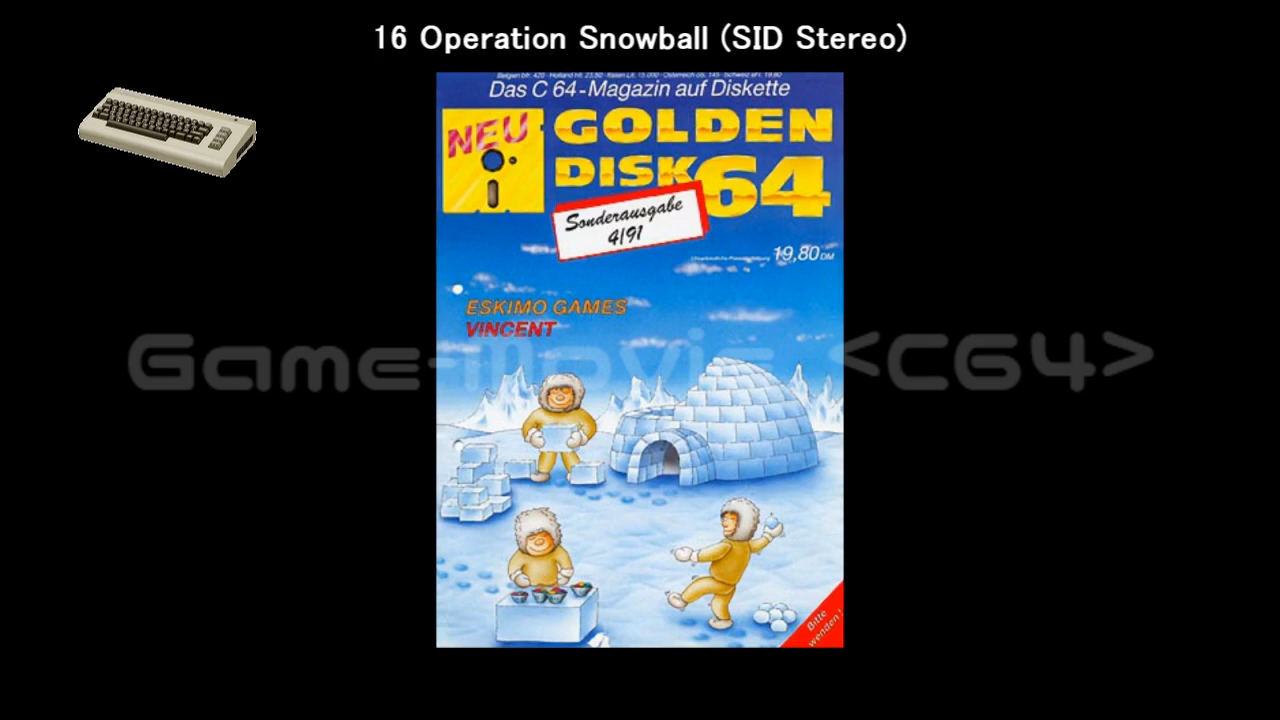 16 Operation Snowball (SID Stereo)
Das C 64-Magazin auf Diskette
NEU
GOLDEN
DISK 64
Sonderausgabe
4/91
19,80 DM
ESKIMO GAMES
VINCENT
Game-Movie <C64>
Bitte
wenden!